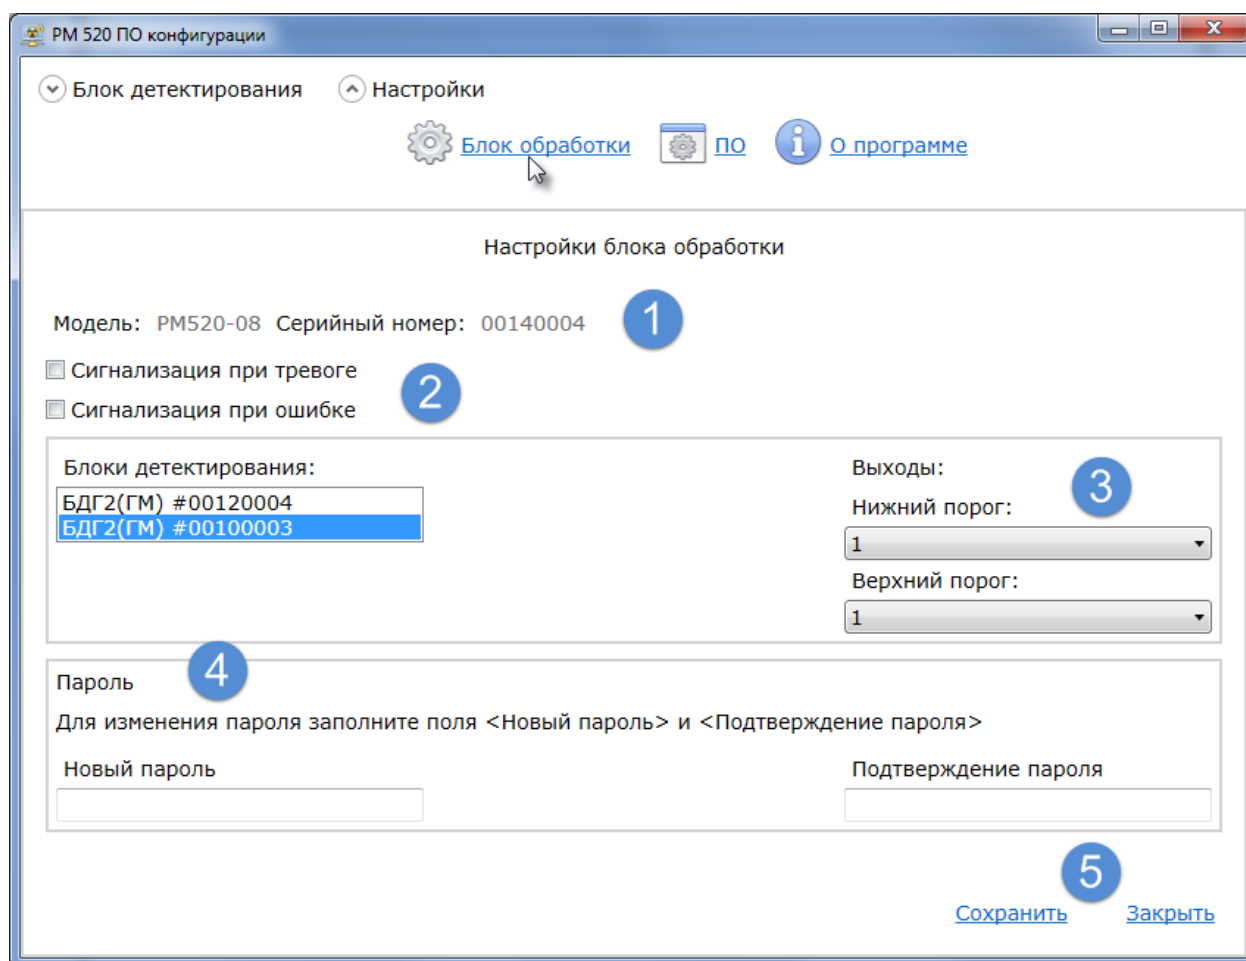 РМ 520 ПО конфигурации
Блок детектирования Настройки
Блок обработки ПО О программе
Настройки блока обработки
Модель: РМ520-08 Серийный номер: 00140004 1
Сигнализация при тревоге
2
Сигнализация при ошибке
Блоки детектирования: Выходы: 3
БДГ2(ГМ) #00120004 Нижний порог:
БДГ2(ГМ) #00100003
1
Верхний порог:
1
Пароль 4
Для изменения пароля заполните поля <Новый пароль> и <Подтверждение пароля>
Новый пароль Подтверждение пароля
5
Сохранить Закрыть